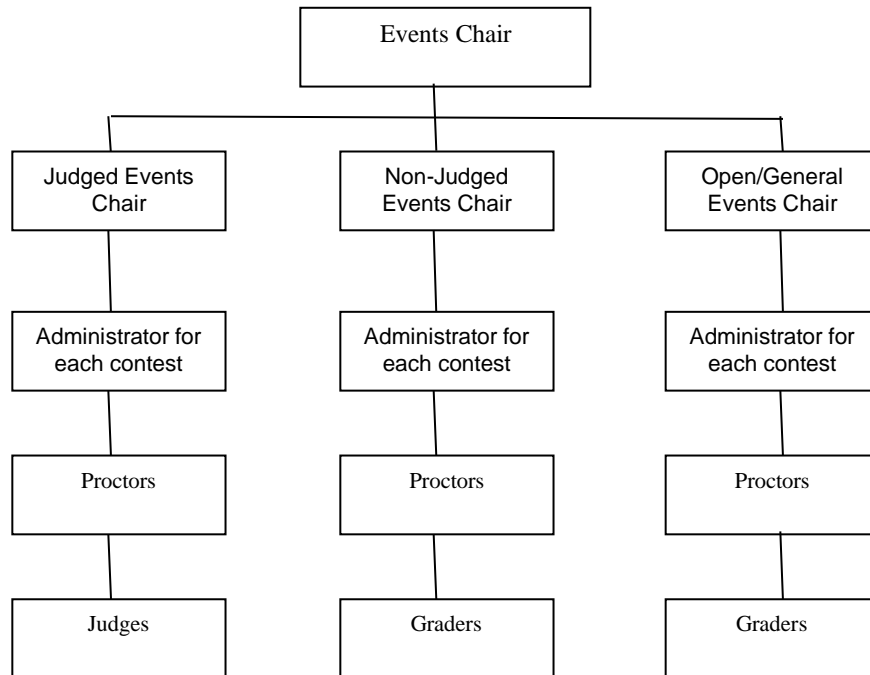 Events Chair
Judged Events
Chair
Non-Judged
Events Chair
Open/General
Events Chair
Administrator for
each contest
Administrator for
each contest
Administrator for
each contest
Proctors
Proctors
Proctors
Judges
Graders
Graders